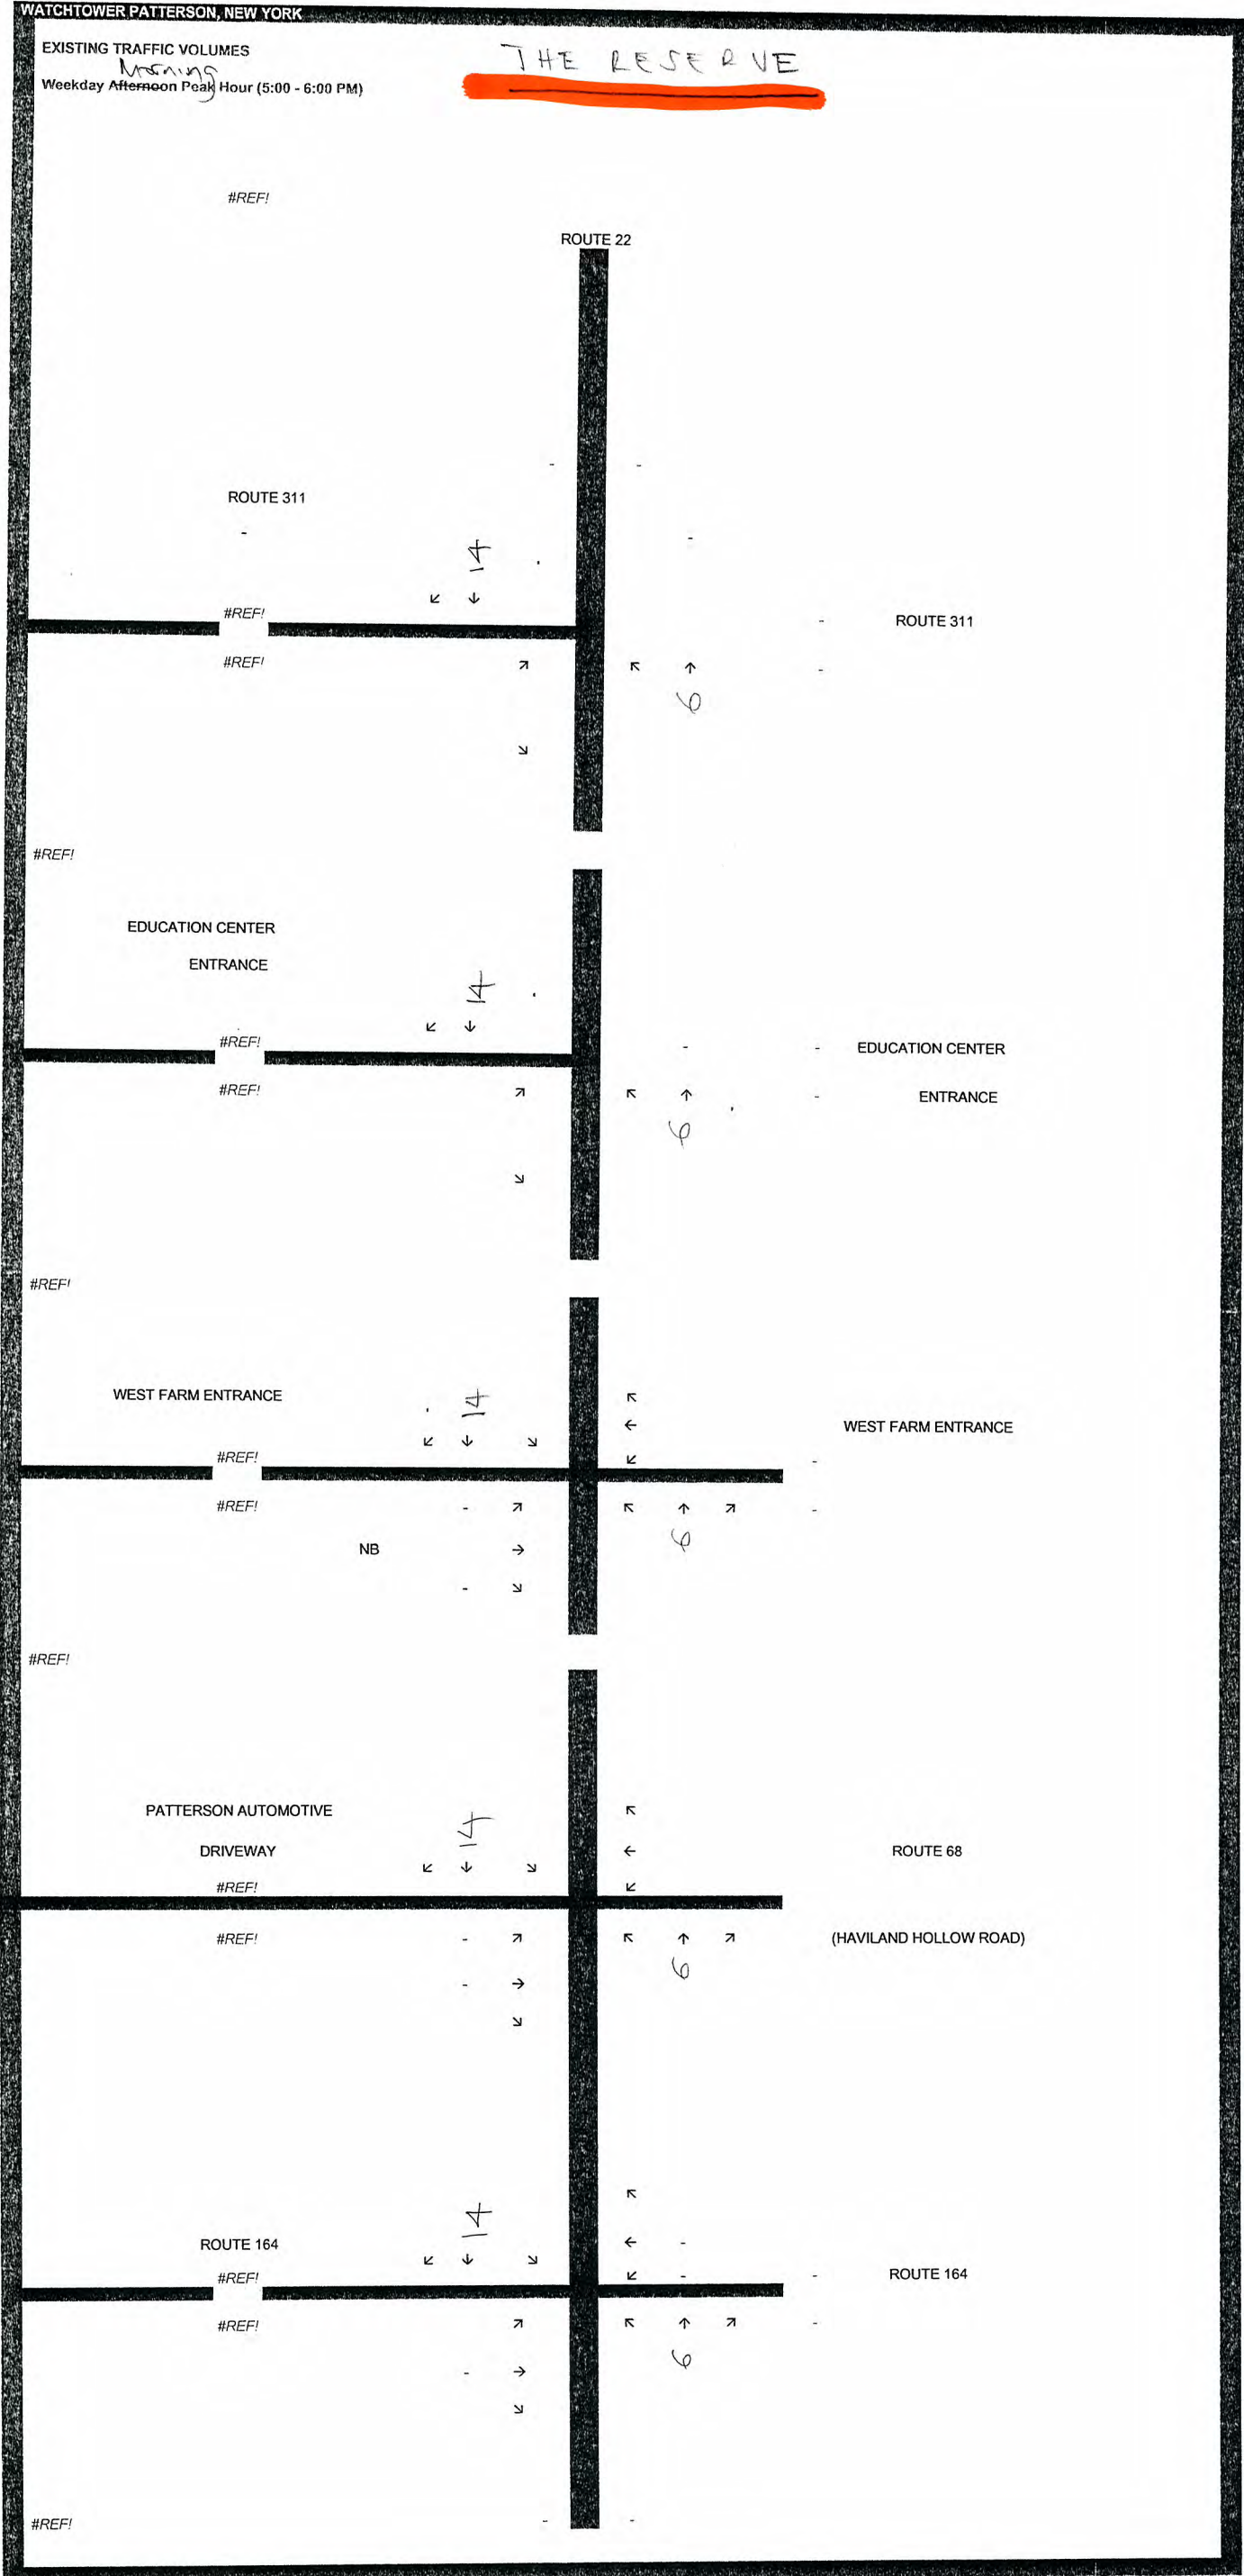 WATCHTOWER PATTERSON, NEW YORK
EXISTING TRAFFIC VOLUMES
THE RESERVE
Morning
Weekday Afternoon Peak Hour (5:00 - 6:00 PM)
#REF!
ROUTE 22
- -
ROUTE 311
- 14 -
↙ ↓
#REF!
- ROUTE 311
#REF! ↗ ↖ ↑ -
6
↘
#REF!
EDUCATION CENTER
ENTRANCE
14
↙ ↓
#REF!
- - EDUCATION CENTER
#REF! ↗ ↖ ↑ - ENTRANCE
6
↘
#REF!
WEST FARM ENTRANCE 14 ↖
← WEST FARM ENTRANCE
↙ ↓ ↘
#REF! ↙ -
#REF! - ↗ ↖ ↑ ↗ -
6
NB →
- ↘
#REF!
PATTERSON AUTOMOTIVE ↖
14
DRIVEWAY ← ROUTE 68
↙ ↓ ↘
#REF! ↙
#REF! - ↗ ↖ ↑ ↗ (HAVILAND HOLLOW ROAD)
6
- →
↘
↖
14
ROUTE 164 ← -
↙ ↓ ↘
#REF! ↙ - - ROUTE 164
#REF! ↗ ↖ ↑ ↗ -
6
- →
↘
#REF! - -